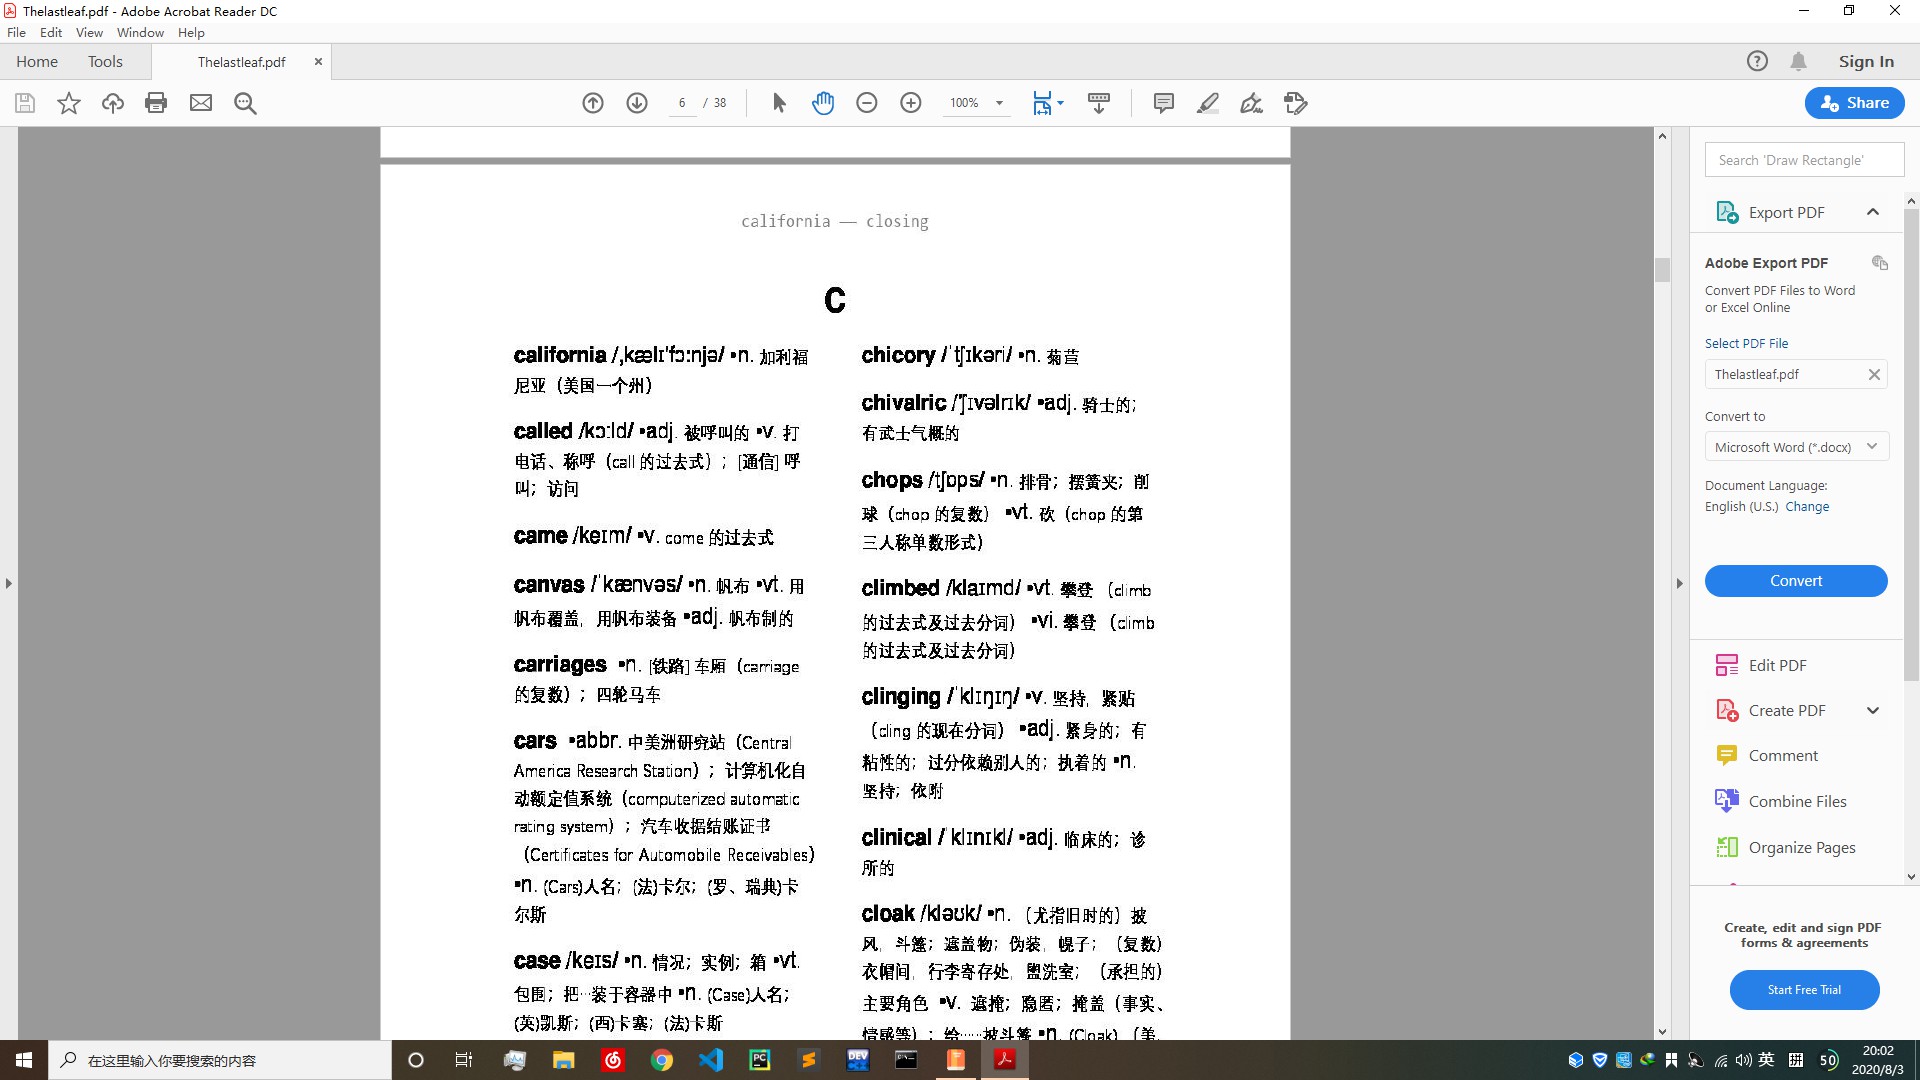 Thelastleaf.pdf - Adobe Acrobat Reader DC
File Edit View Window Help
Home Tools Thelastleaf.pdf × Sign In
6 / 38 100% Share
california — closing
C
california /ˌkælɪ'fɔːnjə/ •n. 加利福
尼亚（美国一个州）
called /kɔːld/ •adj. 被呼叫的 •v. 打
电话、称呼（call 的过去式）；[通信] 呼
叫；访问
came /keɪm/ •v. come 的过去式
canvas /ˈkænvəs/ •n. 帆布 •vt. 用
帆布覆盖，用帆布装备 •adj. 帆布制的
carriages •n. [铁路] 车厢（carriage
的复数）；四轮马车
cars •abbr. 中美洲研究站（Central
America Research Station）；计算机化自
动额定值系统（computerized automatic
rating system）；汽车收据结账证书
（Certificates for Automobile Receivables）
•n. (Cars)人名；(法)卡尔；(罗、瑞典)卡
尔斯
case /keɪs/ •n. 情况；实例；箱 •vt.
包围；把…装于容器中 •n. (Case)人名；
(英)凯斯；(西)卡塞；(法)卡斯
chicory /ˈtʃɪkəri/ •n. 菊苣
chivalric /'ʃɪvəlrɪk/ •adj. 骑士的；
有武士气概的
chops /tʃɒps/ •n. 排骨；摆簧夹；削
球（chop 的复数） •vt. 砍（chop 的第
三人称单数形式）
climbed /klaɪmd/ •vt. 攀登 （climb
的过去式及过去分词） •vi. 攀登 （climb
的过去式及过去分词）
clinging /ˈklɪŋɪŋ/ •v. 坚持，紧贴
（cling 的现在分词） •adj. 紧身的；有
粘性的；过分依赖别人的；执着的 •n.
坚持；依附
clinical /ˈklɪnɪkl/ •adj. 临床的；诊
所的
cloak /kləʊk/ •n. （尤指旧时的）披
风，斗篷；遮盖物；伪装，幌子；（复数）
衣帽间，行李寄存处，盥洗室；（承担的）
主要角色 •v. 遮掩；隐匿；掩盖（事实、
情感等）；给……披斗篷 •n. (Cloak) （美
Search 'Draw Rectangle'
Export PDF
Adobe Export PDF
Convert PDF Files to Word
or Excel Online
Select PDF File
Thelastleaf.pdf
Convert to
Microsoft Word (*.docx)
Document Language:
English (U.S.) Change
Convert
Edit PDF
Create PDF
Comment
Combine Files
Organize Pages
Create, edit and sign PDF
forms & agreements
Start Free Trial
在这里输入你要搜索的内容
PC
DEV
英 拼 50
20:02
2020/8/3